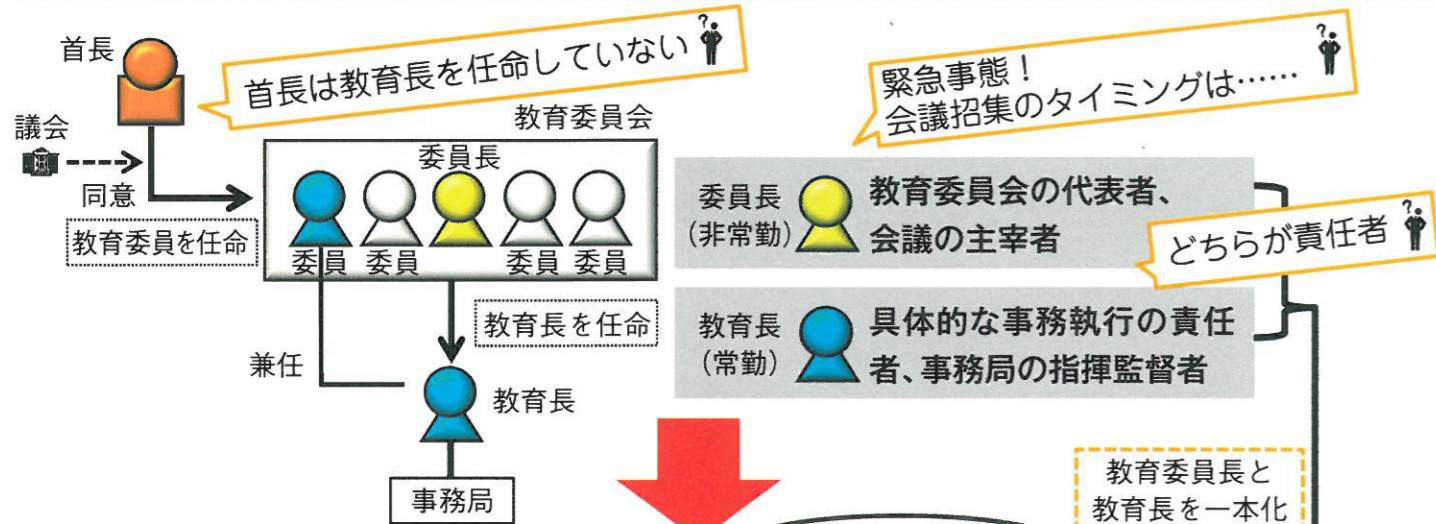 首長
首長は教育長を任命していない
緊急事態！
会議招集のタイミングは……
議会
同意
教育委員を任命
教育委員会
委員長
委員
委員
委員
委員
委員長
（非常勤）
教育委員会の代表者、
会議の主宰者
どちらが責任者
教育長を任命
教育長
（常勤）
具体的な事務執行の責任
者、事務局の指揮監督者
兼任
教育長
事務局
教育委員長と
教育長を一本化